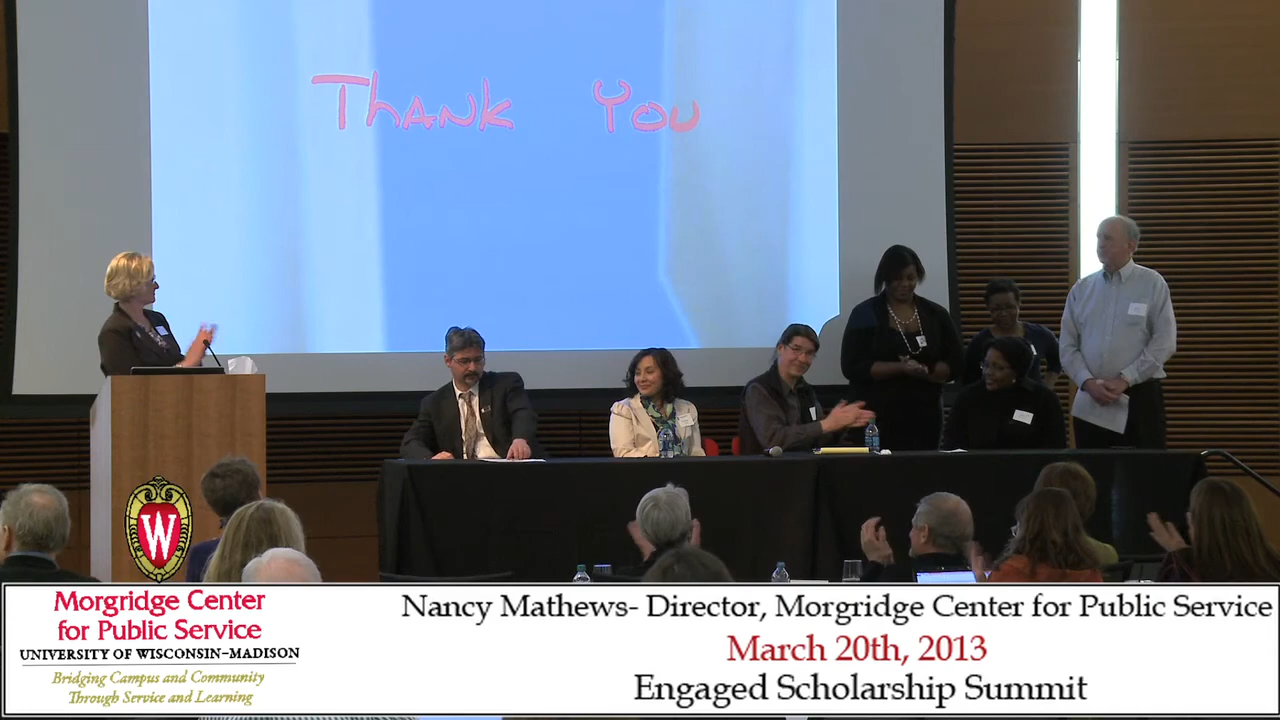 Thank You
W
Morgridge Center
for Public Service
UNIVERSITY OF WISCONSIN–MADISON
Bridging Campus and Community
Through Service and Learning
Nancy Mathews- Director, Morgridge Center for Public Service
March 20th, 2013
Engaged Scholarship Summit